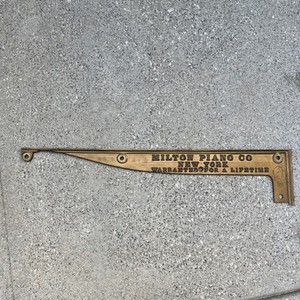 MILTON PIANO CO
NEW YORK
WARRANTED FOR A LIFETIME